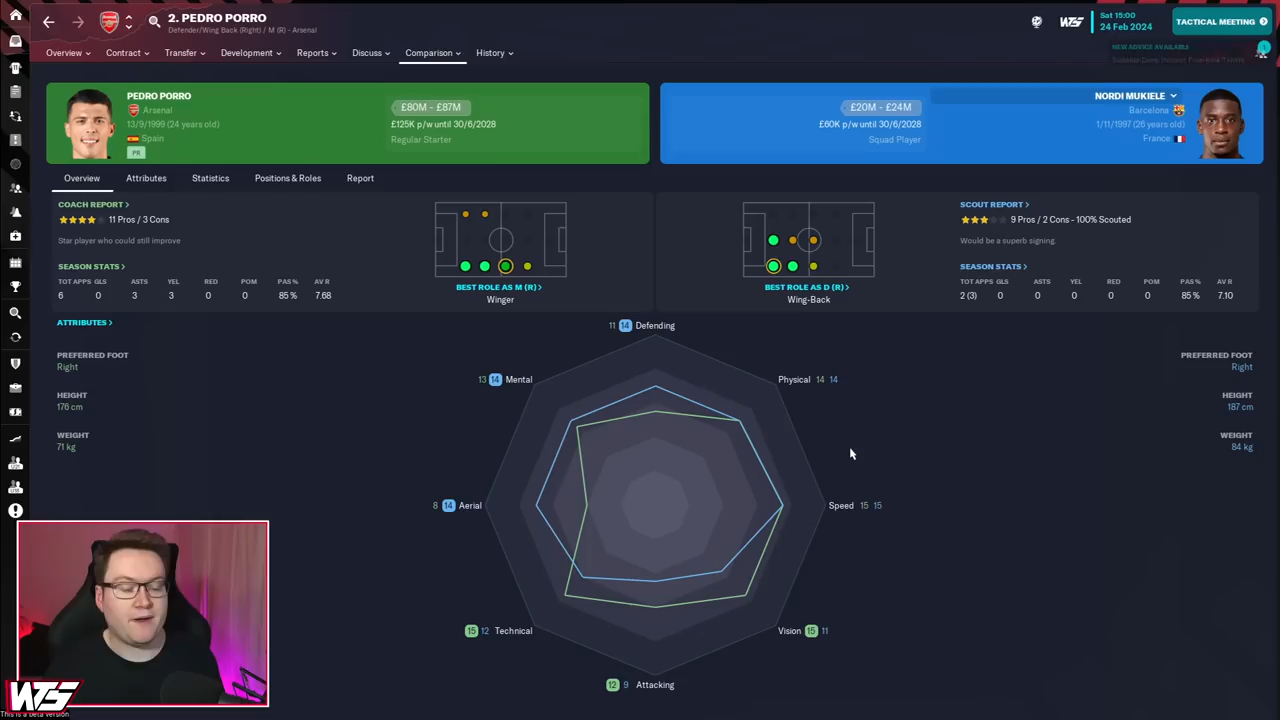 2. PEDRO PORRO
Defender/Wing Back (Right) / M (R) - Arsenal
WTS
Sat 15:00
24 Feb 2024
TACTICAL MEETING
NEW ADVICE AVAILABLE
1
Overview
Contract
Transfer
Development
Reports
Discuss
Comparison
History
PEDRO PORRO
Arsenal
13/9/1999 (24 years old)
Spain
PR
£80M - £87M
£125K p/w until 30/6/2028
Regular Starter
£20M - £24M
£60K p/w until 30/6/2028
Squad Player
NORDI MUKIELE
Barcelona
1/11/1997 (26 years old)
France
Overview
Attributes
Statistics
Positions & Roles
Report
COACH REPORT >
11 Pros / 3 Cons
Star player who could still improve
SEASON STATS >
TOT APPS GLS ASTS YEL RED POM PAS% AV R
6 0 3 3 0 0 85% 7.68
BEST ROLE AS M (R) >
Winger
BEST ROLE AS D (R) >
Wing-Back
SCOUT REPORT >
9 Pros / 2 Cons - 100% Scouted
Would be a superb signing.
SEASON STATS >
TOT APPS GLS ASTS YEL RED POM PAS% AV R
2 (3) 0 0 0 0 0 85% 7.10
ATTRIBUTES >
PREFERRED FOOT
Right
HEIGHT
176 cm
WEIGHT
71 kg
11 14 Defending
13 14 Mental
Physical 14 14
8 14 Aerial
Speed 15 15
15 12 Technical
Vision 15 11
12 9 Attacking
PREFERRED FOOT
Right
HEIGHT
187 cm
WEIGHT
84 kg
WTS
This is a beta version